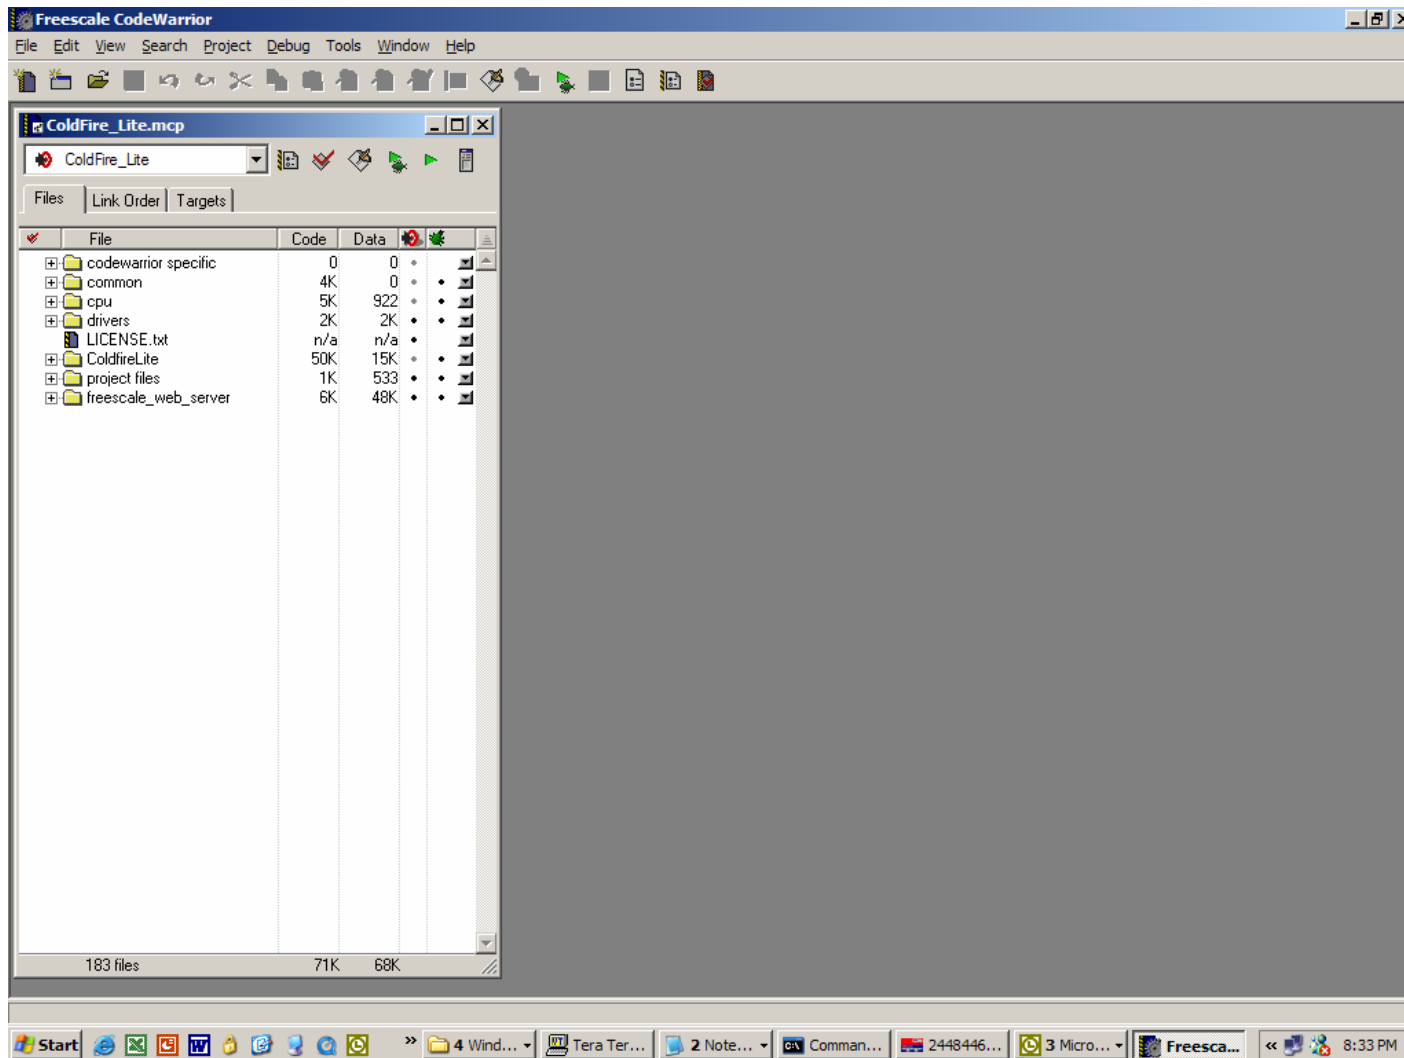 Freescale CodeWarrior
File Edit View Search Project Debug Tools Window Help
ColdFire_Lite.mcp
ColdFire_Lite
Files Link Order Targets
File Code Data
codewarrior specific 0 0
common 4K 0
cpu 5K 922
drivers 2K 2K
LICENSE.txt n/a n/a
ColdfireLite 50K 15K
project files 1K 533
freescale_web_server 6K 48K
183 files 71K 68K
Start » 4 Wind... Tera Ter... 2 Note... Comman... 2448446... 3 Micro... Freesca... « 8:33 PM